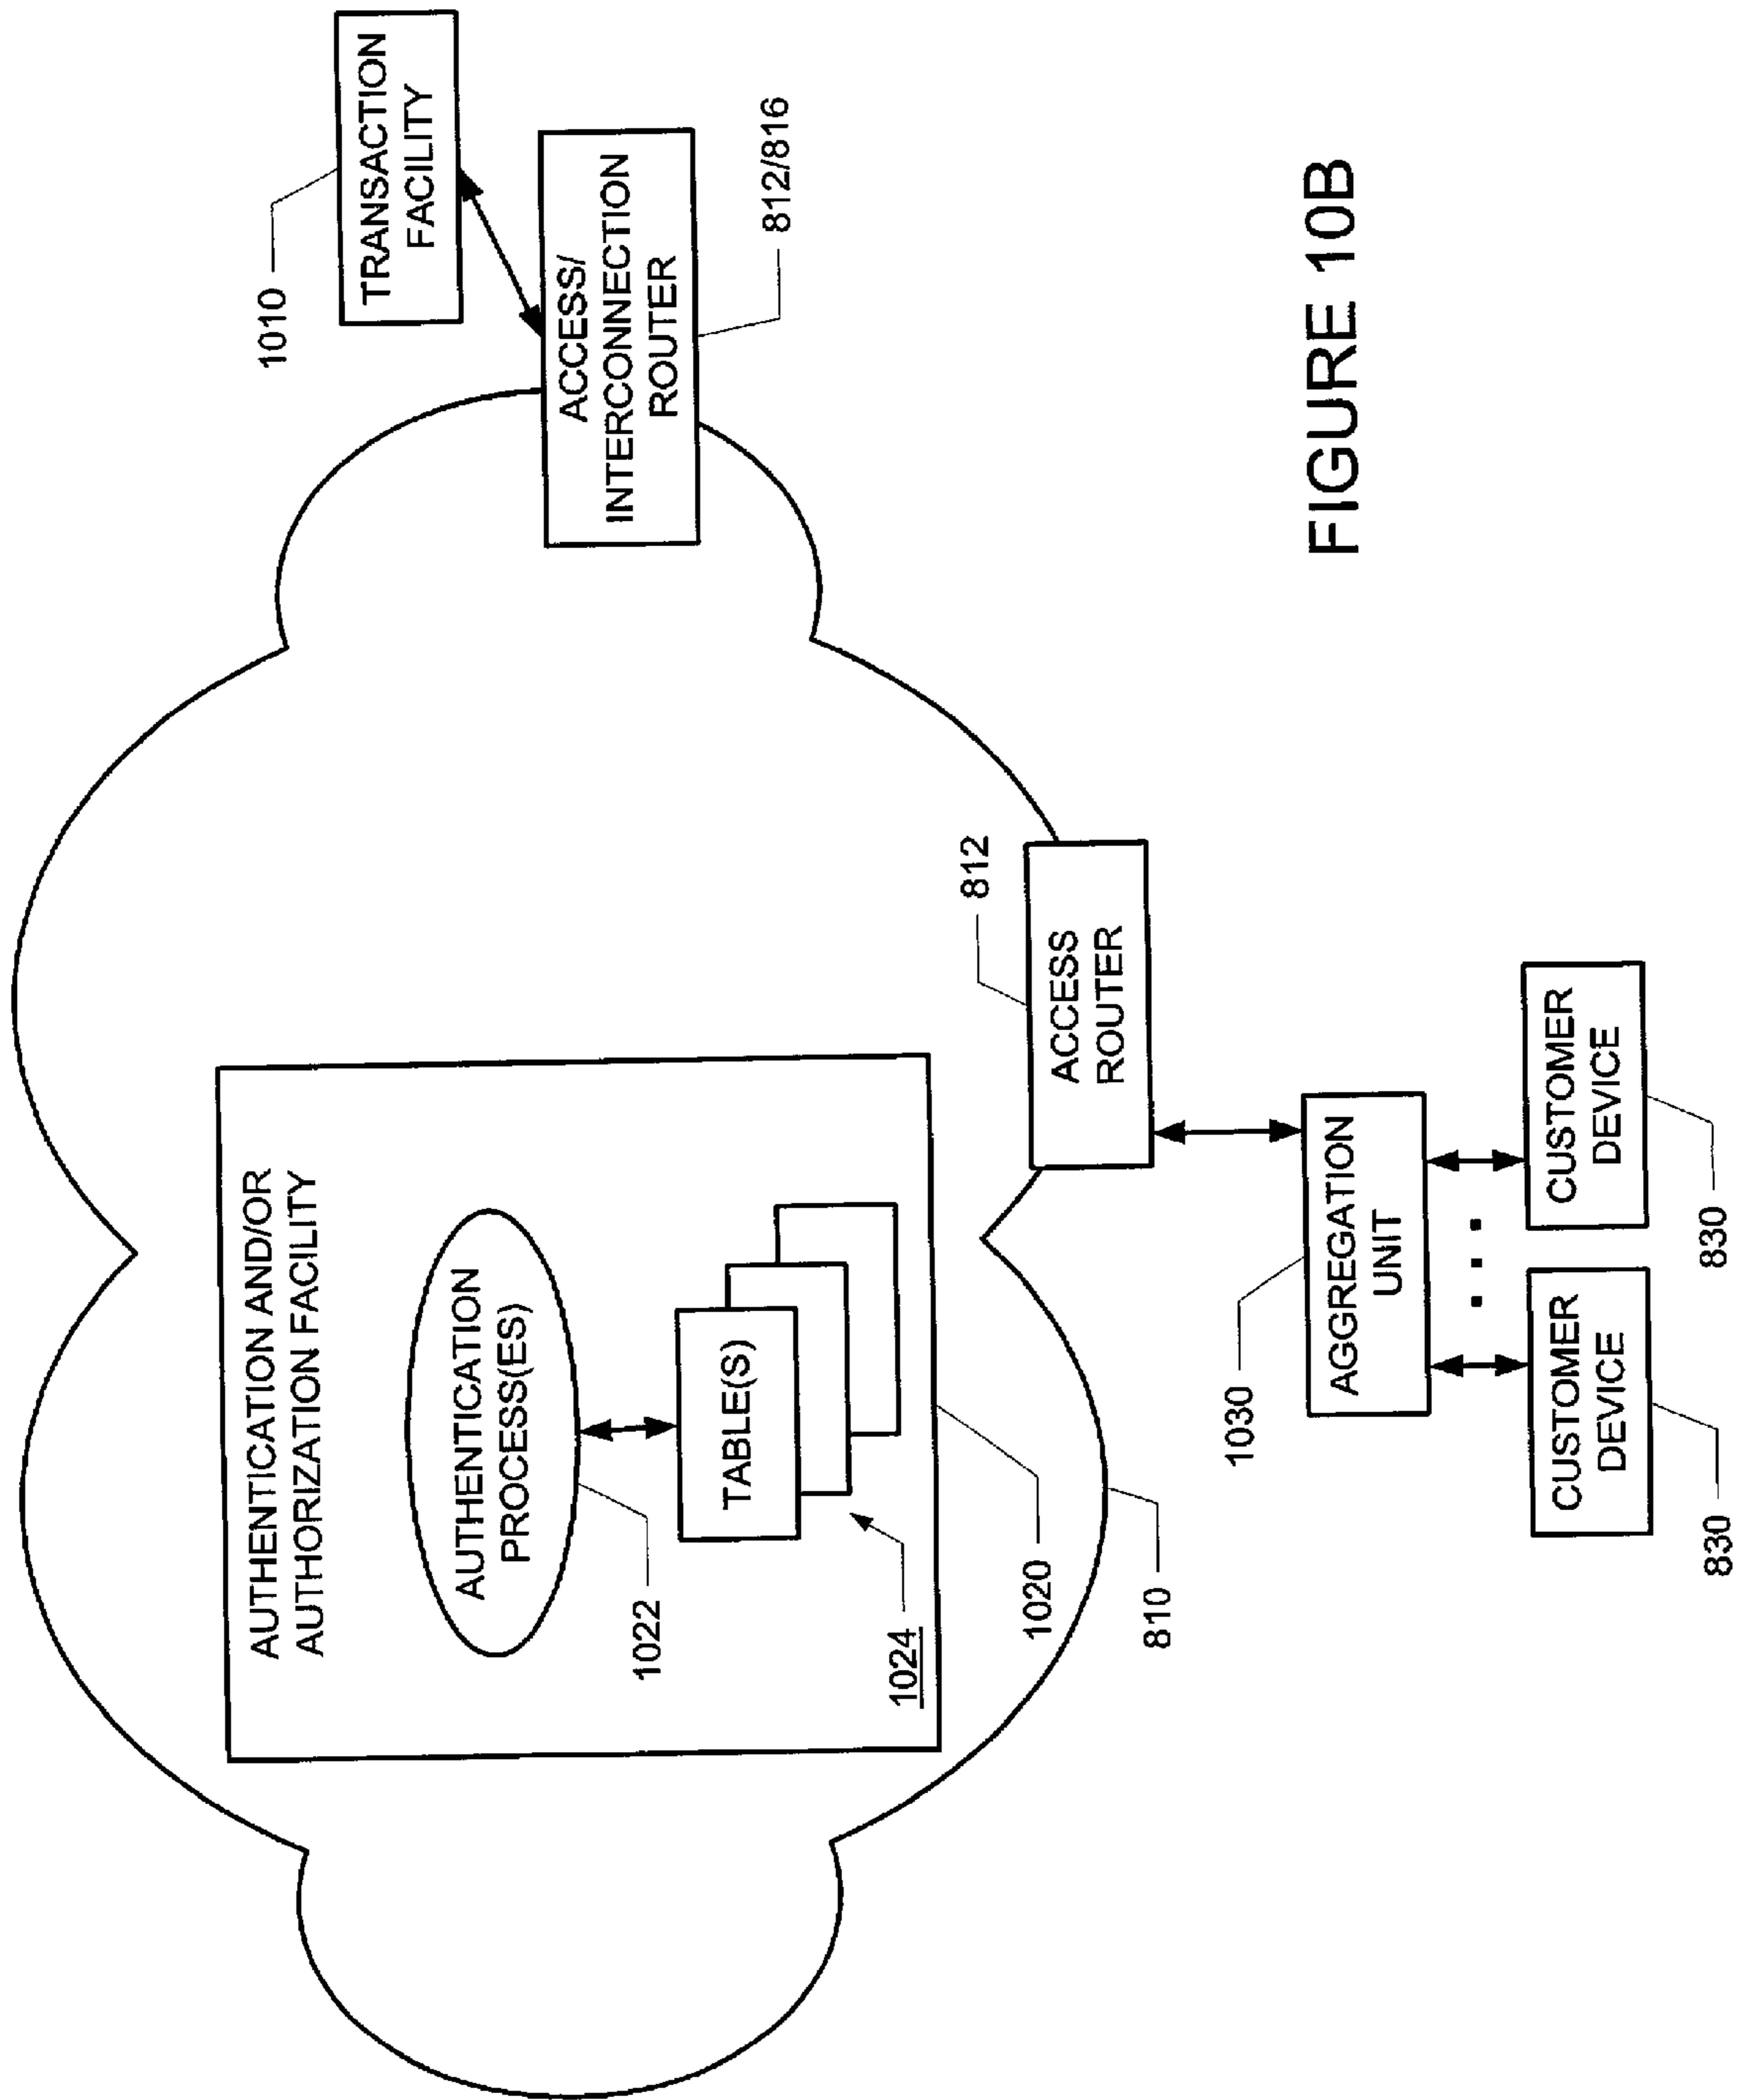 1010
TRANSACTION
FACILITY
ACCESS/
INTERCONNECTION
ROUTER
812/816
AUTHENTICATION AND/OR
AUTHORIZATION FACILITY
AUTHENTICATION
PROCESS(ES)
1022
TABLE(S)
1024
1020
810
812
ACCESS
ROUTER
1030
AGGREGATION
UNIT
CUSTOMER
DEVICE
830
CUSTOMER
DEVICE
830
FIGURE 10B